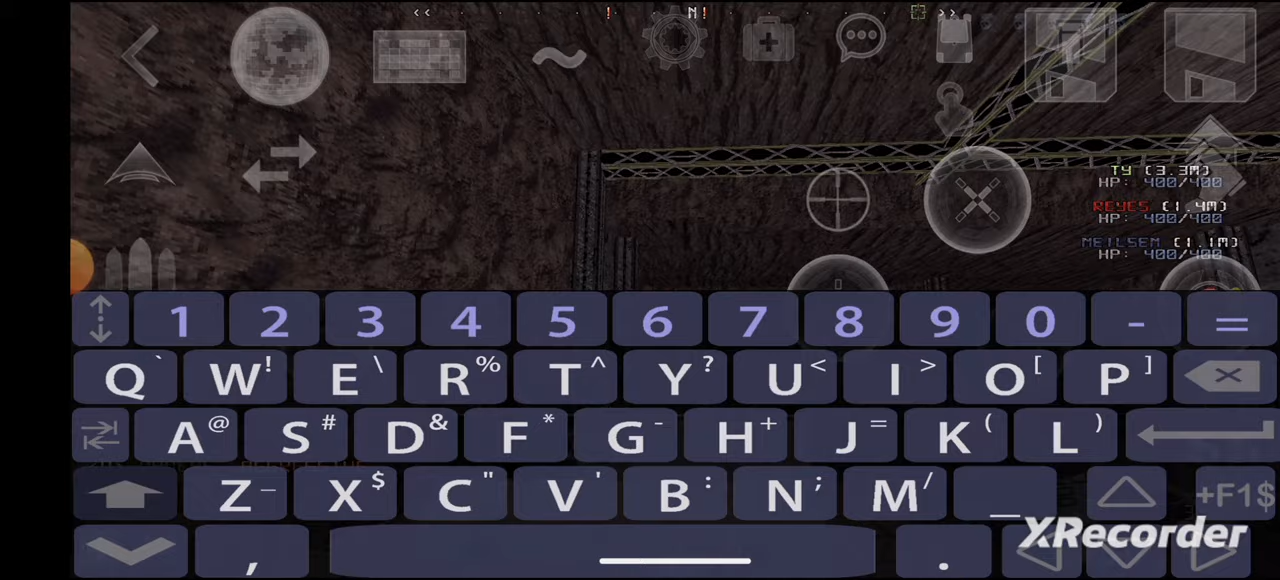 << ! N! >>
TY (3.3M)
HP: 400/400
REYES (1.4M)
HP: 400/400
NEILSEN (1.1M)
HP: 400/400
1 2 3 4 5 6 7 8 9 0 - =
Q ` W ! E \ R % T ^ Y ? U < I > O [ P ]
A @ S # D & F * G - H + J = K ( L )
Z _ X $ C " V ' B : N ; M / _ +F1$
, .
XRecorder